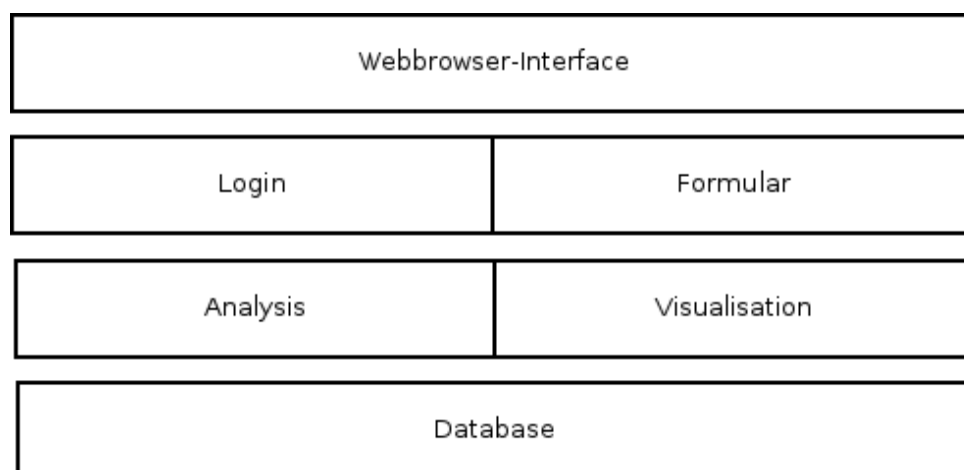 Webbrowser-Interface
Login Formular
Analysis Visualisation
Database